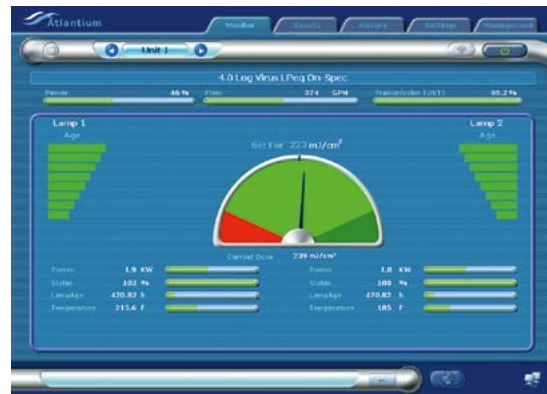 Atlantium
Monitor Events History Settings Management
Unit 1
4.0 Log Virus LPeq On-Spec
Power 46 % Flow 374 GPM Transmission (UVT) 98.2 %
Lamp 1 Lamp 2
Age Age
Set For 223 mJ/cm²
Current Dose 239 mJ/cm²
Power 1.9 KW Power 1.8 KW
Status 102 % Status 100 %
LampAge 420.82 h LampAge 420.82 h
Temperature 215.6 F Temperature 185 F